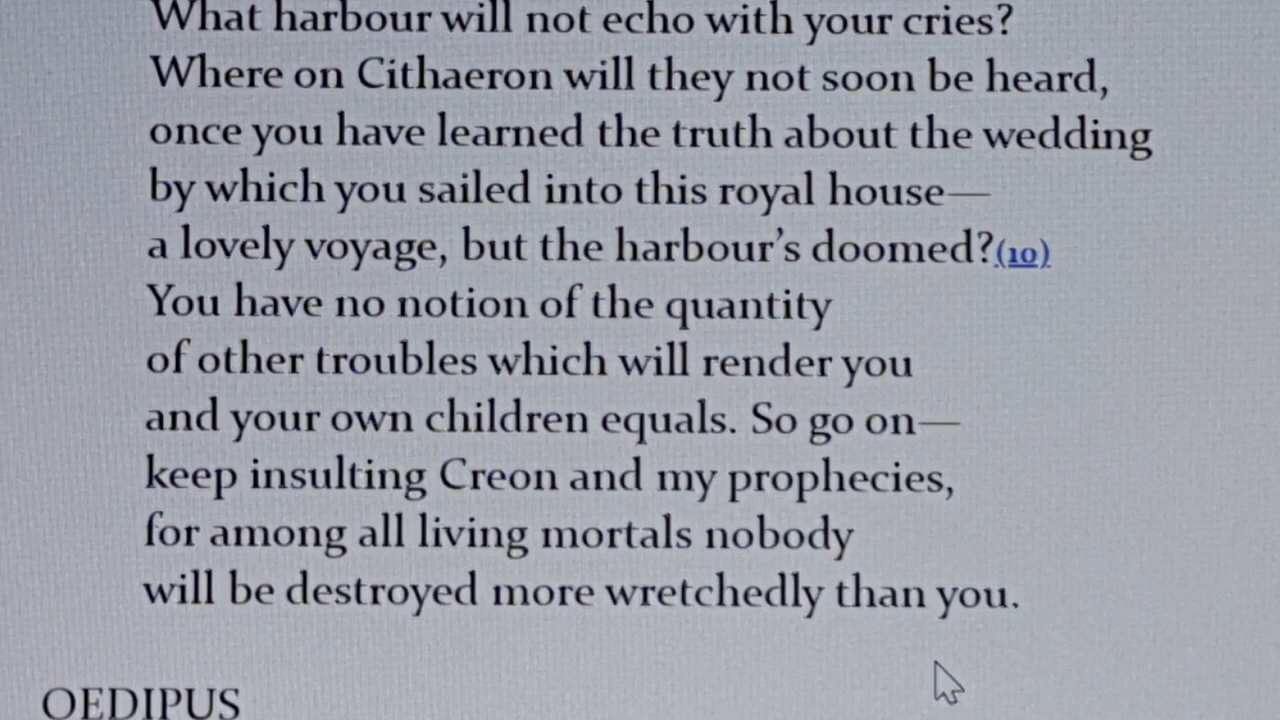 What harbour will not echo with your cries?
Where on Cithaeron will they not soon be heard,
once you have learned the truth about the wedding
by which you sailed into this royal house—
a lovely voyage, but the harbour’s doomed?(10)
You have no notion of the quantity
of other troubles which will render you
and your own children equals. So go on—
keep insulting Creon and my prophecies,
for among all living mortals nobody
will be destroyed more wretchedly than you.
OEDIPUS